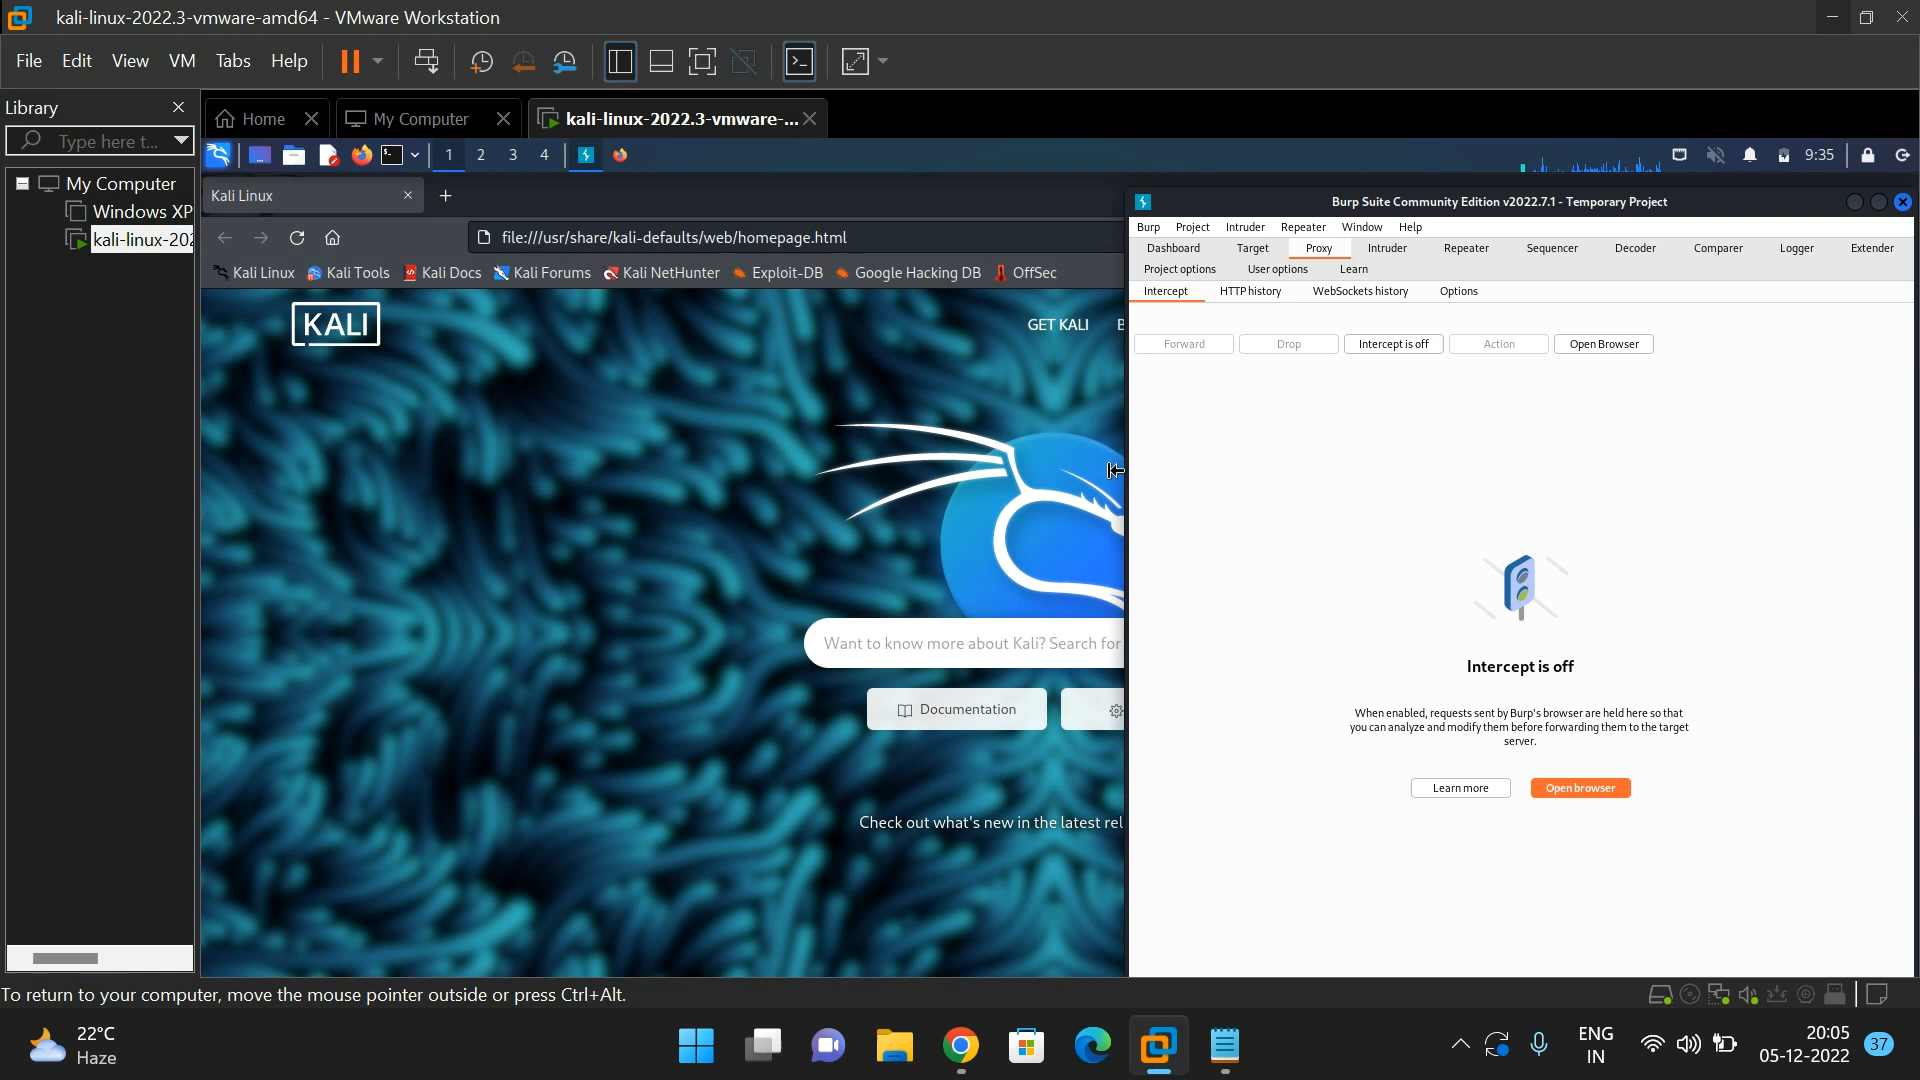 kali-linux-2022.3-vmware-amd64 - VMware Workstation
File Edit View VM Tabs Help
Library
Type here t...
My Computer
Windows XP
kali-linux-202
Home
My Computer
kali-linux-2022.3-vmware-...
1 2 3 4
9:35
Kali Linux
file:///usr/share/kali-defaults/web/homepage.html
Kali Linux Kali Tools Kali Docs Kali Forums Kali NetHunter Exploit-DB Google Hacking DB OffSec
KALI
GET KALI
Want to know more about Kali? Search for
Documentation
Check out what's new in the latest rel
Burp Suite Community Edition v2022.7.1 - Temporary Project
Burp Project Intruder Repeater Window Help
Dashboard Target Proxy Intruder Repeater Sequencer Decoder Comparer Logger Extender
Project options User options Learn
Intercept HTTP history WebSockets history Options
Forward Drop Intercept is off Action Open Browser
Intercept is off
When enabled, requests sent by Burp's browser are held here so that
you can analyze and modify them before forwarding them to the target
server.
Learn more Open browser
To return to your computer, move the mouse pointer outside or press Ctrl+Alt.
22°C
Haze
ENG
IN
20:05
05-12-2022
37